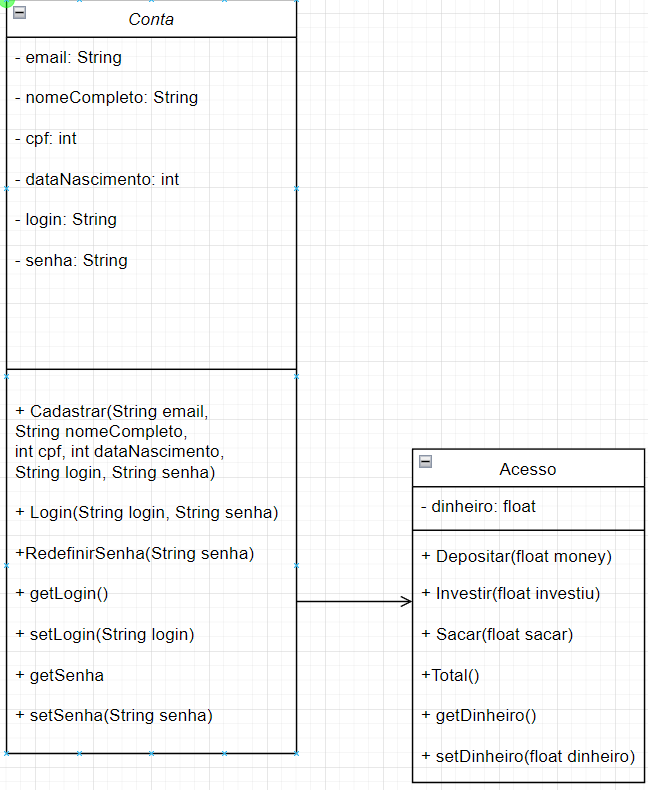 Conta
- email: String
- nomeCompleto: String
- cpf: int
- dataNascimento: int
- login: String
- senha: String
+ Cadastrar(String email,
String nomeCompleto,
int cpf, int dataNascimento,
String login, String senha)
+ Login(String login, String senha)
+RedefinirSenha(String senha)
+ getLogin()
+ setLogin(String login)
+ getSenha
+ setSenha(String senha)
Acesso
- dinheiro: float
+ Depositar(float money)
+ Investir(float investiu)
+ Sacar(float sacar)
+Total()
+ getDinheiro()
+ setDinheiro(float dinheiro)